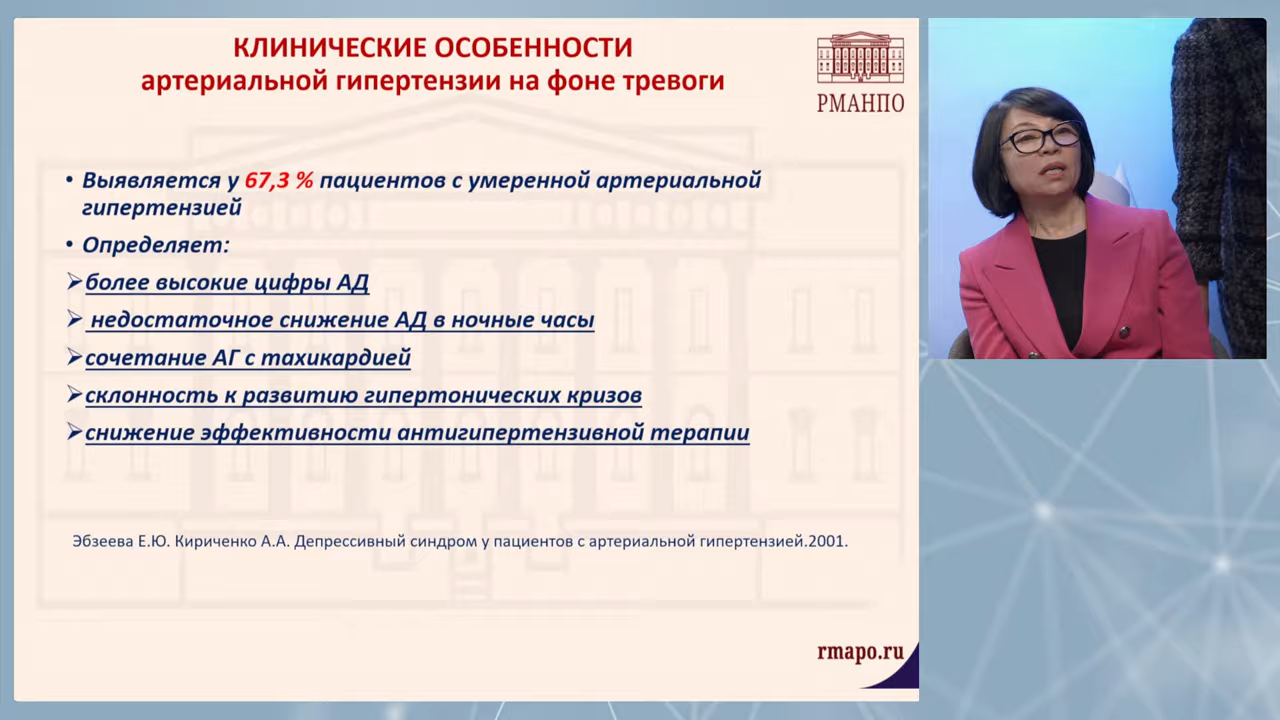 КЛИНИЧЕСКИЕ ОСОБЕННОСТИ
артериальной гипертензии на фоне тревоги
РМАНПО
• Выявляется у 67,3 % пациентов с умеренной артериальной
гипертензией
• Определяет:
➢более высокие цифры АД
➢ недостаточное снижение АД в ночные часы
➢сочетание АГ с тахикардией
➢склонность к развитию гипертонических кризов
➢снижение эффективности антигипертензивной терапии
Эбзеева Е.Ю. Кириченко А.А. Депрессивный синдром у пациентов с артериальной гипертензией.2001.
rmapo.ru